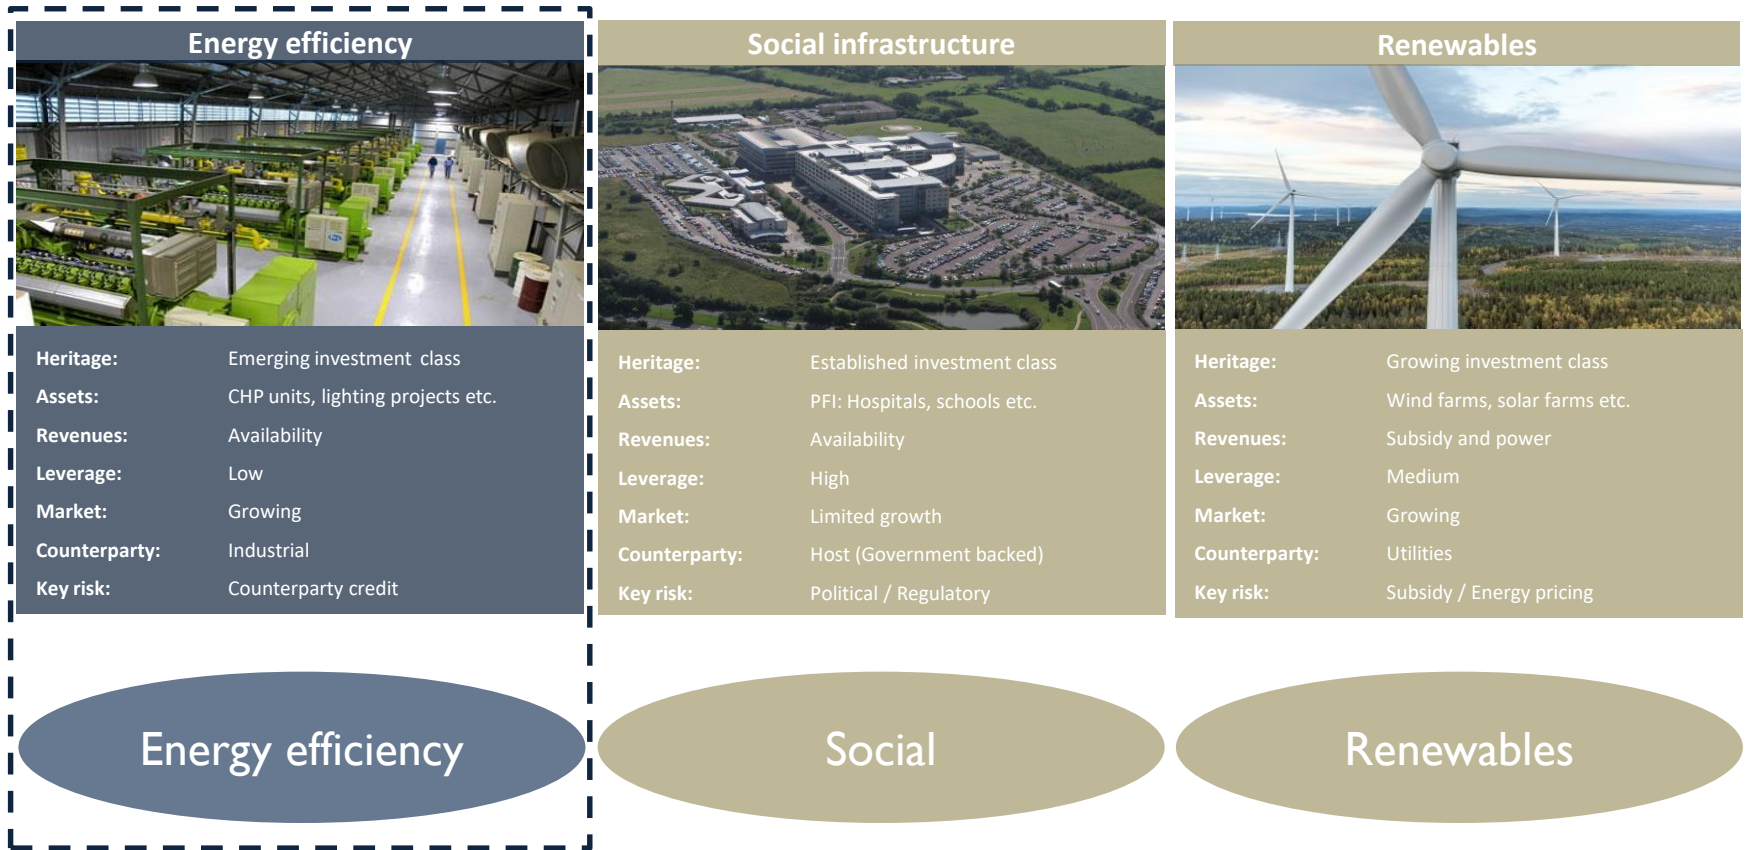 Energy efficiency
Heritage: Emerging investment class
Assets: CHP units, lighting projects etc.
Revenues: Availability
Leverage: Low
Market: Growing
Counterparty: Industrial
Key risk: Counterparty credit
Energy efficiency
Social infrastructure
Heritage: Established investment class
Assets: PFI: Hospitals, schools etc.
Revenues: Availability
Leverage: High
Market: Limited growth
Counterparty: Host (Government backed)
Key risk: Political / Regulatory
Social
Renewables
Heritage: Growing investment class
Assets: Wind farms, solar farms etc.
Revenues: Subsidy and power
Leverage: Medium
Market: Growing
Counterparty: Utilities
Key risk: Subsidy / Energy pricing
Renewables